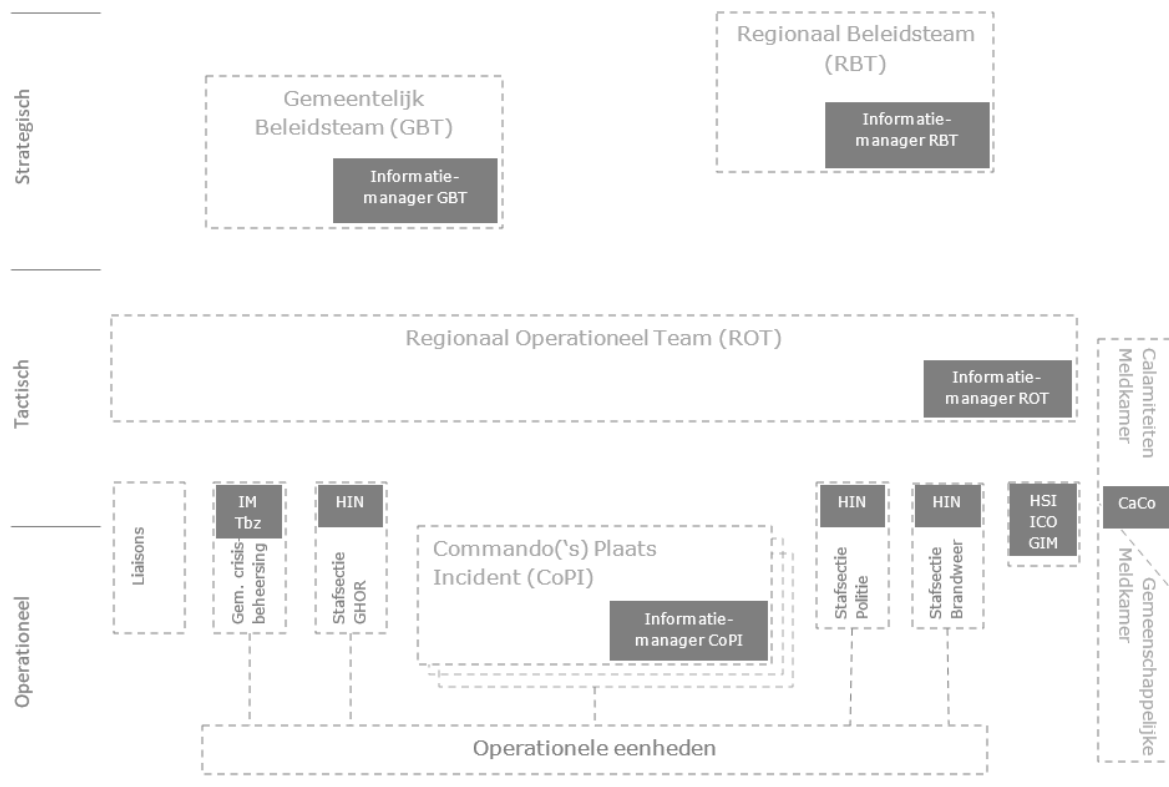 Strategisch
Regionaal Beleidsteam
(RBT)
Informatie-
manager RBT
Gemeentelijk
Beleidsteam (GBT)
Informatie-
manager GBT
Tactisch
Regionaal Operationeel Team (ROT)
Informatie-
manager ROT
Calamiteiten
Meldkamer
Operationeel
Liaisons
IM
Tbz
Gem. crisis-
beheersing
HIN
Stafsectie
GHOR
Commando('s) Plaats
Incident (CoPI)
Informatie-
manager CoPI
HIN
Stafsectie
Politie
HIN
Stafsectie
Brandweer
HSI
ICO
GIM
CaCo
Gemeenschappelijke
Meldkamer
Operationele eenheden